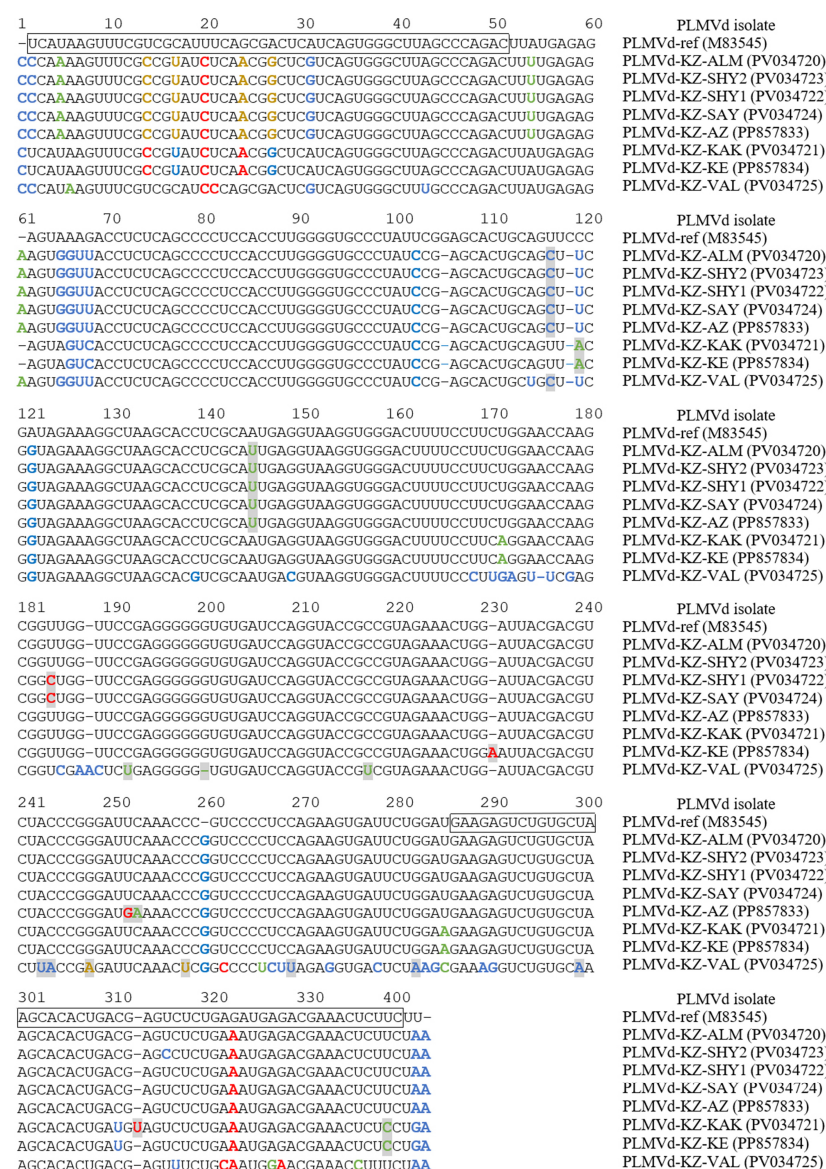 1 10 20 30 40 50 60 PLMVd isolate
-UCAUAAGUUUCGUCGCAUUUCAGCGACUCAUCAGUGGGCUUAGCCCAGACUUAUGAGAG PLMVd-ref (M83545)
CCCAAAAGUUUCGCCGUAUCUCAACGGCUCGUCAGUGGGCUUAGCCCAGACUUUUGAGAG PLMVd-KZ-ALM (PV034720)
CCCAAAAGUUUCGCCGUAUCUCAACGGCUCGUCAGUGGGCUUAGCCCAGACUUUUGAGAG PLMVd-KZ-SHY2 (PV034723)
CCCAAAAGUUUCGCCGUAUCUCAACGGCUCGUCAGUGGGCUUAGCCCAGACUUUUGAGAG PLMVd-KZ-SHY1 (PV034722)
CCCAAAAGUUUCGCCGUAUCUCAACGGCUCGUCAGUGGGCUUAGCCCAGACUUUUGAGAG PLMVd-KZ-SAY (PV034724)
CCCAAAAGUUUCGCCGUAUCUCAACGGCUCGUCAGUGGGCUUAGCCCAGACUUUUGAGAG PLMVd-KZ-AZ (PP857833)
CUCAUAAGUUUCGCCGUAUCUCAACGGCUCAUCAGUGGGCUUAGCCCAGACUUAUGAGAG PLMVd-KZ-KAK (PV034721)
CUCAUAAGUUUCGCCGUAUCUCAACGGCUCAUCAGUGGGCUUAGCCCAGACUUAUGAGAG PLMVd-KZ-KE (PP857834)
CCCAUAAGUUUCGUCGCAUCCCAGCGACUCGUCAGUGGGCUUUGCCCAGACUUAUGAGAG PLMVd-KZ-VAL (PV034725)
61 70 80 90 100 110 120 PLMVd isolate
-AGUAAAGACCUCUCAGCCCCUCCACCUUGGGGUGCCCUAUUCGGAGCACUGCAGUUCCC PLMVd-ref (M83545)
AAGUGGUUACCUCUCAGCCCCUCCACCUUGGGGUGCCCUAUCCG-AGCACUGCAGCU-UC PLMVd-KZ-ALM (PV034720)
AAGUGGUUACCUCUCAGCCCCUCCACCUUGGGGUGCCCUAUCCG-AGCACUGCAGCU-UC PLMVd-KZ-SHY2 (PV034723)
AAGUGGUUACCUCUCAGCCCCUCCACCUUGGGGUGCCCUAUCCG-AGCACUGCAGCU-UC PLMVd-KZ-SHY1 (PV034722)
AAGUGGUUACCUCUCAGCCCCUCCACCUUGGGGUGCCCUAUCCG-AGCACUGCAGCU-UC PLMVd-KZ-SAY (PV034724)
AAGUGGUUACCUCUCAGCCCCUCCACCUUGGGGUGCCCUAUCCG-AGCACUGCAGCU-UC PLMVd-KZ-AZ (PP857833)
-AGUAGUCACCUCUCAGCCCCUCCACCUUGGGGUGCCCUAUCCG-AGCACUGCAGUU-AC PLMVd-KZ-KAK (PV034721)
-AGUAGUCACCUCUCAGCCCCUCCACCUUGGGGUGCCCUAUCCG-AGCACUGCAGUU-AC PLMVd-KZ-KE (PP857834)
AAGUGGUUACCUCUCAGCCCCUCCACCUUGGGGUGCCCUAUCCG-AGCACUGCUGCU-UC PLMVd-KZ-VAL (PV034725)
121 130 140 150 160 170 180 PLMVd isolate
GAUAGAAAGGCUAAGCACCUCGCAAUGAGGUAAGGUGGGACUUUUCCUUCUGGAACCAAG PLMVd-ref (M83545)
GGUAGAAAGGCUAAGCACCUCGCAUUGAGGUAAGGUGGGACUUUUCCUUCUGGAACCAAG PLMVd-KZ-ALM (PV034720)
GGUAGAAAGGCUAAGCACCUCGCAUUGAGGUAAGGUGGGACUUUUCCUUCUGGAACCAAG PLMVd-KZ-SHY2 (PV034723)
GGUAGAAAGGCUAAGCACCUCGCAUUGAGGUAAGGUGGGACUUUUCCUUCUGGAACCAAG PLMVd-KZ-SHY1 (PV034722)
GGUAGAAAGGCUAAGCACCUCGCAUUGAGGUAAGGUGGGACUUUUCCUUCUGGAACCAAG PLMVd-KZ-SAY (PV034724)
GGUAGAAAGGCUAAGCACCUCGCAUUGAGGUAAGGUGGGACUUUUCCUUCUGGAACCAAG PLMVd-KZ-AZ (PP857833)
GGUAGAAAGGCUAAGCACCUCGCAAUGAGGUAAGGUGGGACUUUUCCUUCAGGAACCAAG PLMVd-KZ-KAK (PV034721)
GGUAGAAAGGCUAAGCACCUCGCAAUGAGGUAAGGUGGGACUUUUCCUUCAGGAACCAAG PLMVd-KZ-KE (PP857834)
GGUAGAAAGGCUAAGCACGUCGCAAUGACGUAAGGUGGGACUUUUCCCUUGAGU-UCGAG PLMVd-KZ-VAL (PV034725)
181 190 200 210 220 230 240 PLMVd isolate
CGGUUGG-UUCCGAGGGGGGUGUGAUCCAGGUACCGCCGUAGAAACUGG-AUUACGACGU PLMVd-ref (M83545)
CGGUUGG-UUCCGAGGGGGGUGUGAUCCAGGUACCGCCGUAGAAACUGG-AUUACGACGU PLMVd-KZ-ALM (PV034720)
CGGUUGG-UUCCGAGGGGGGUGUGAUCCAGGUACCGCCGUAGAAACUGG-AUUACGACGU PLMVd-KZ-SHY2 (PV034723)
CGGCUGG-UUCCGAGGGGGGUGUGAUCCAGGUACCGCCGUAGAAACUGG-AUUACGACGU PLMVd-KZ-SHY1 (PV034722)
CGGCUGG-UUCCGAGGGGGGUGUGAUCCAGGUACCGCCGUAGAAACUGG-AUUACGACGU PLMVd-KZ-SAY (PV034724)
CGGUUGG-UUCCGAGGGGGGUGUGAUCCAGGUACCGCCGUAGAAACUGG-AUUACGACGU PLMVd-KZ-AZ (PP857833)
CGGUUGG-UUCCGAGGGGGGUGUGAUCCAGGUACCGCCGUAGAAACUGG-AUUACGACGU PLMVd-KZ-KAK (PV034721)
CGGUUGG-UUCCGAGGGGGGUGUGAUCCAGGUACCGCCGUAGAAACUGGAAUUACGACGU PLMVd-KZ-KE (PP857834)
CGGUCGAACUCUGAGGGGG-UGUGAUCCAGGUACCGUCGUAGAAACUGG-AUUACGACGU PLMVd-KZ-VAL (PV034725)
241 250 260 270 280 290 300 PLMVd isolate
CUACCCGGGAUUCAAACCC-GUCCCCUCCAGAAGUGAUUCUGGAUGAAGAGUCUGUGCUA PLMVd-ref (M83545)
CUACCCGGGAUUCAAACCCGGUCCCCUCCAGAAGUGAUUCUGGAUGAAGAGUCUGUGCUA PLMVd-KZ-ALM (PV034720)
CUACCCGGGAUUCAAACCCGGUCCCCUCCAGAAGUGAUUCUGGAUGAAGAGUCUGUGCUA PLMVd-KZ-SHY2 (PV034723)
CUACCCGGGAUUCAAACCCGGUCCCCUCCAGAAGUGAUUCUGGAUGAAGAGUCUGUGCUA PLMVd-KZ-SHY1 (PV034722)
CUACCCGGGAUUCAAACCCGGUCCCCUCCAGAAGUGAUUCUGGAUGAAGAGUCUGUGCUA PLMVd-KZ-SAY (PV034724)
CUACCCGGGAUGAAAACCCGGUCCCCUCCAGAAGUGAUUCUGGAUGAAGAGUCUGUGCUA PLMVd-KZ-AZ (PP857833)
CUACCCGGGAUUCAAACCCGGUCCCCUCCAGAAGUGAUUCUGGAAGAAGAGUCUGUGCUA PLMVd-KZ-KAK (PV034721)
CUACCCGGGAUUCAAACCCGGUCCCCUCCAGAAGUGAUUCUGGAAGAAGAGUCUGUGCUA PLMVd-KZ-KE (PP857834)
CUUUACCGAGAUUCAAACUCGGCCCCUCUUAGAGGUGACUCUAAGCGAAAGGUCUGUGCAA PLMVd-KZ-VAL (PV034725)
301 310 320 330 400 PLMVd isolate
AGCACACUGACG-AGUCUCUGAGAUGAGACGAAACUCUUCUU- PLMVd-ref (M83545)
AGCACACUGACG-AGUCUCUGAAAUGAGACGAAACUCUUCUAA PLMVd-KZ-ALM (PV034720)
AGCACACUGACG-AGCCUCUGAAAUGAGACGAAACUCUUCUAA PLMVd-KZ-SHY2 (PV034723)
AGCACACUGACG-AGUCUCUGAAAUGAGACGAAACUCUUCUAA PLMVd-KZ-SHY1 (PV034722)
AGCACACUGACG-AGUCUCUGAAAUGAGACGAAACUCUUCUAA PLMVd-KZ-SAY (PV034724)
AGCACACUGACG-AGUCUCUGAAAUGAGACGAAACUCUUCUAA PLMVd-KZ-AZ (PP857833)
AGCACACUGAUGUAGUCUCUGAAAUGAGACGAAACUCUCCUGA PLMVd-KZ-KAK (PV034721)
AGCACACUGAUG-AGUCUCUGAAAUGAGACGAAACUCUCCUGA PLMVd-KZ-KE (PP857834)
AGCACACUGACG-AGUUUCUGCAAUGGAACGAAACCUUUCUAA PLMVd-KZ-VAL (PV034725)